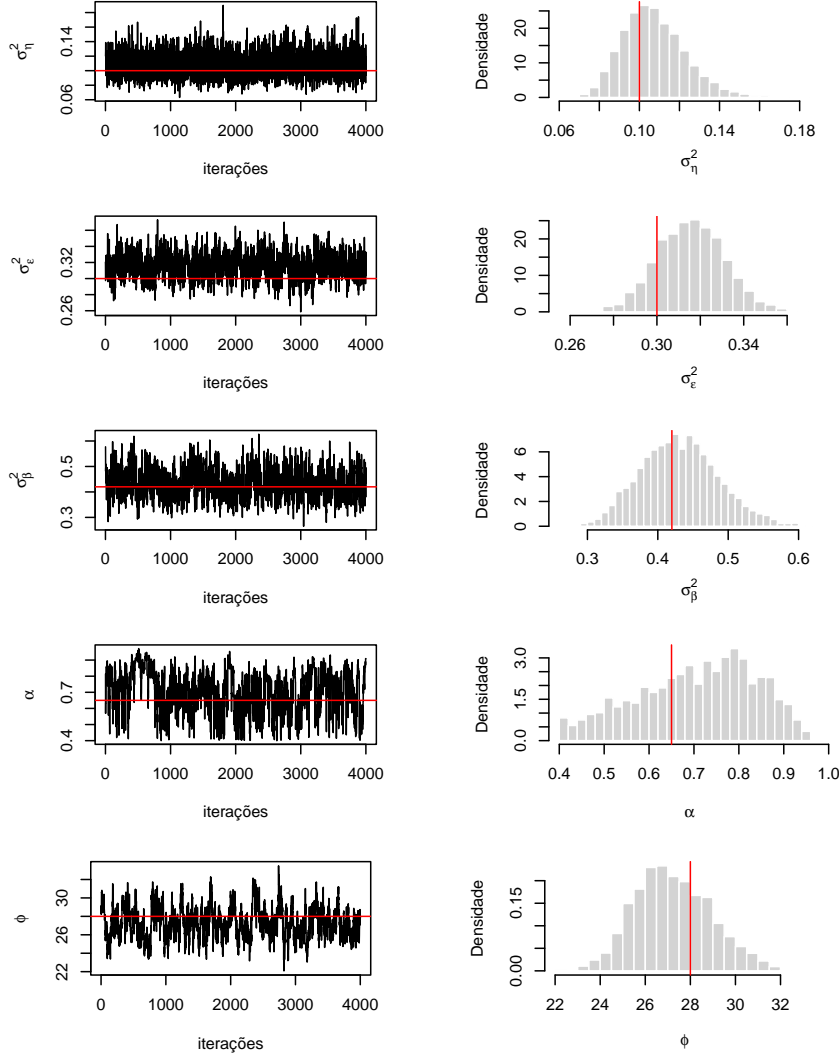 σ²η
0.06 0.14
0 1000 2000 3000 4000
iterações
Densidade
0 10 20
0.06 0.10 0.14 0.18
σ²η
σ²ε
0.26 0.32
0 1000 2000 3000 4000
iterações
Densidade
0 10 20
0.26 0.30 0.34
σ²ε
σ²β
0.3 0.5
0 1000 2000 3000 4000
iterações
Densidade
0 2 4 6
0.3 0.4 0.5 0.6
σ²β
α
0.4 0.7
0 1000 2000 3000 4000
iterações
Densidade
0.0 1.5 3.0
0.4 0.5 0.6 0.7 0.8 0.9 1.0
α
ϕ
22 26 30
0 1000 2000 3000 4000
iterações
Densidade
0.00 0.15
22 24 26 28 30 32
ϕ